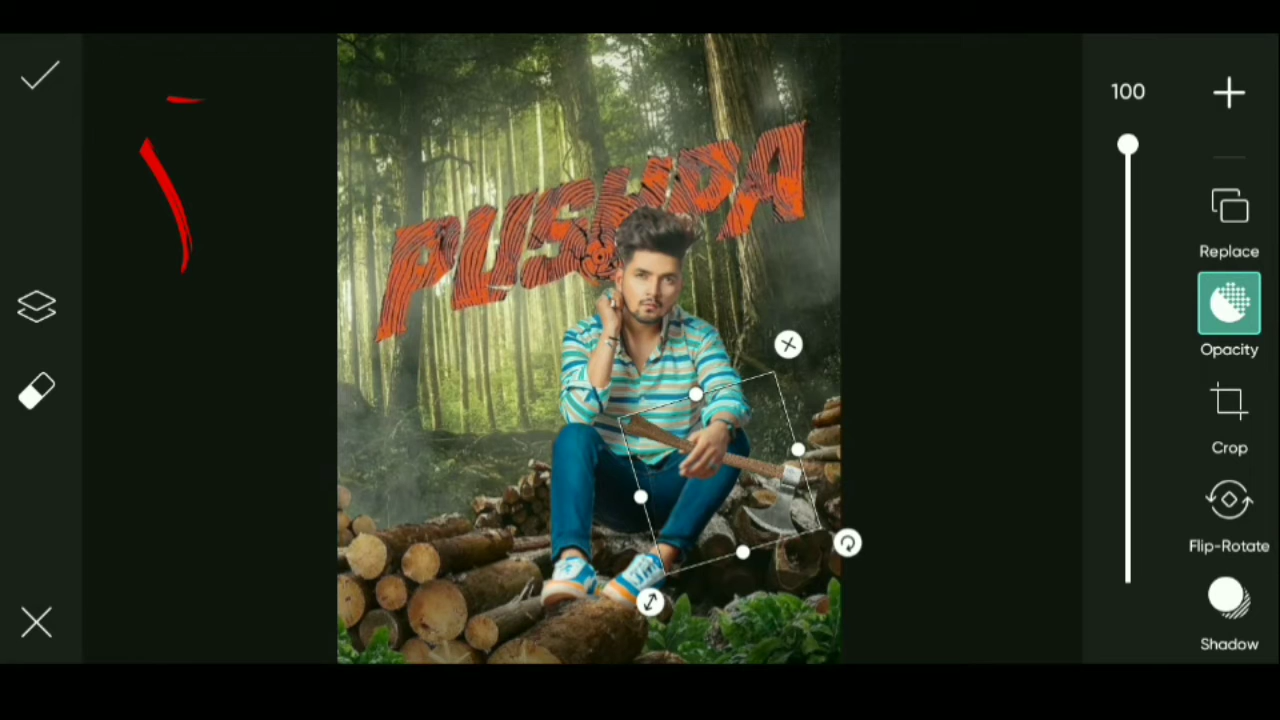 100
PUSHPA
Replace
Opacity
Crop
Flip-Rotate
Shadow